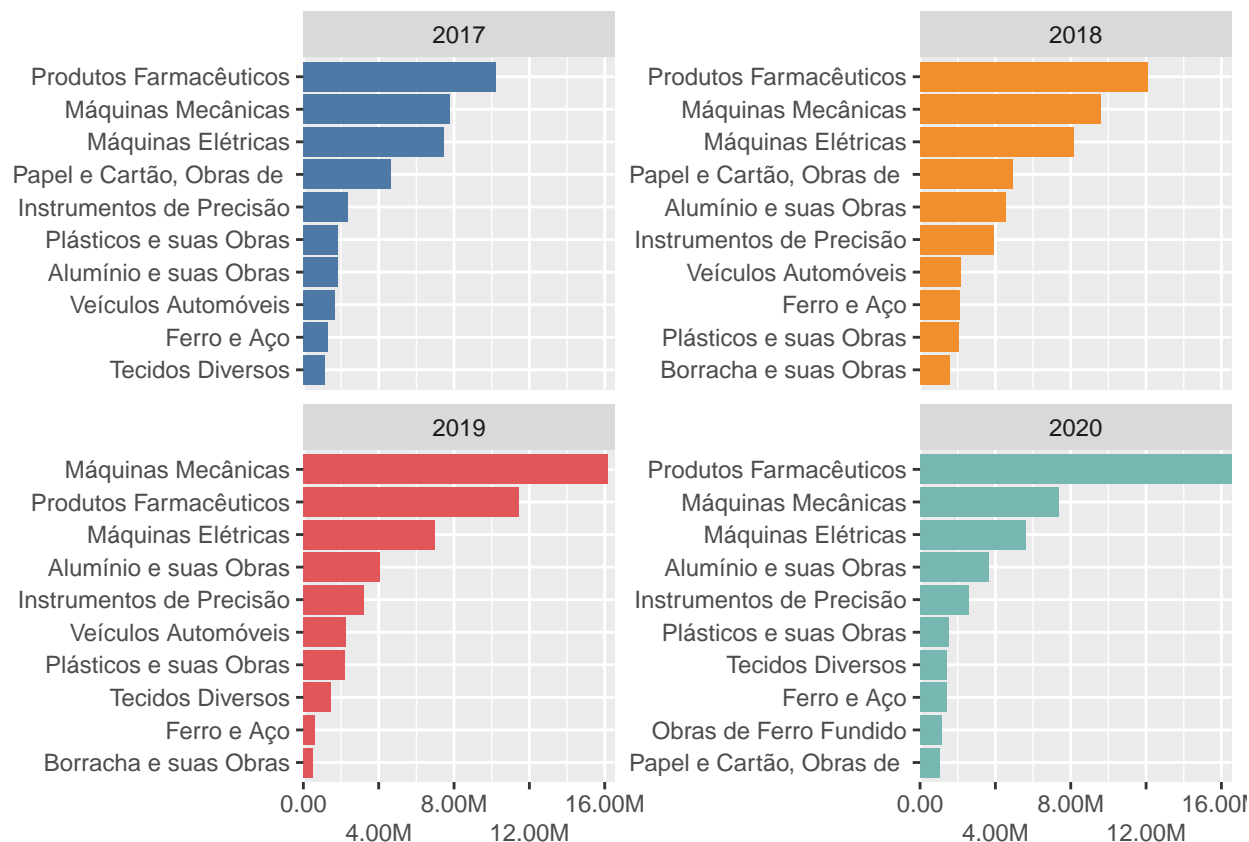 2017
Produtos Farmacêuticos
Máquinas Mecânicas
Máquinas Elétricas
Papel e Cartão, Obras de
Instrumentos de Precisão
Plásticos e suas Obras
Alumínio e suas Obras
Veículos Automóveis
Ferro e Aço
Tecidos Diversos
2018
Produtos Farmacêuticos
Máquinas Mecânicas
Máquinas Elétricas
Papel e Cartão, Obras de
Alumínio e suas Obras
Instrumentos de Precisão
Veículos Automóveis
Ferro e Aço
Plásticos e suas Obras
Borracha e suas Obras
2019
Máquinas Mecânicas
Produtos Farmacêuticos
Máquinas Elétricas
Alumínio e suas Obras
Instrumentos de Precisão
Veículos Automóveis
Plásticos e suas Obras
Tecidos Diversos
Ferro e Aço
Borracha e suas Obras
0.00 8.00M 16.00M
4.00M 12.00M
2020
Produtos Farmacêuticos
Máquinas Mecânicas
Máquinas Elétricas
Alumínio e suas Obras
Instrumentos de Precisão
Plásticos e suas Obras
Tecidos Diversos
Ferro e Aço
Obras de Ferro Fundido
Papel e Cartão, Obras de
0.00 8.00M 16.00M
4.00M 12.00M